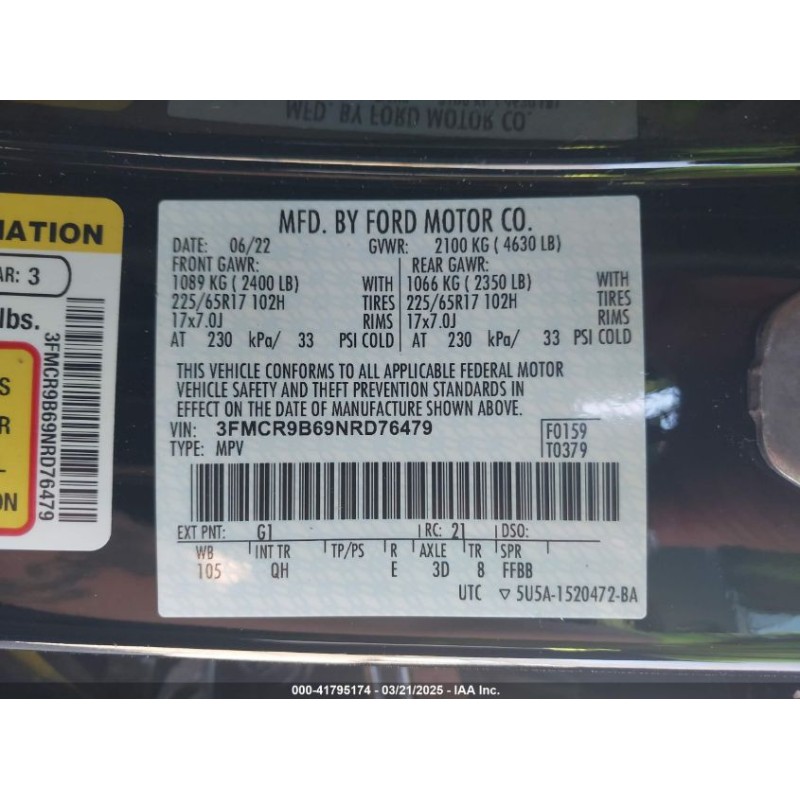 MFD. BY FORD MOTOR CO.
MATION
AR: 3
lbs.
S
R
L
ON
3FMCR9B69NRD76479
MFD. BY FORD MOTOR CO.
DATE: 06/22 GVWR: 2100 KG ( 4630 LB)
FRONT GAWR: REAR GAWR:
1089 KG ( 2400 LB) WITH 1066 KG ( 2350 LB) WITH
225/65R17 102H TIRES 225/65R17 102H TIRES
17x7.0J RIMS 17x7.0J RIMS
AT 230 kPa/ 33 PSI COLD AT 230 kPa/ 33 PSI COLD
THIS VEHICLE CONFORMS TO ALL APPLICABLE FEDERAL MOTOR
VEHICLE SAFETY AND THEFT PREVENTION STANDARDS IN
EFFECT ON THE DATE OF MANUFACTURE SHOWN ABOVE.
VIN: 3FMCR9B69NRD76479 F0159
TYPE: MPV T0379
EXT PNT: G1 RC: 21 DSO:
WB INT TR TP/PS R AXLE TR SPR
105 QH E 3D 8 FFBB
UTC ▽ 5U5A-1520472-BA
000-41795174 - 03/21/2025 - IAA Inc.